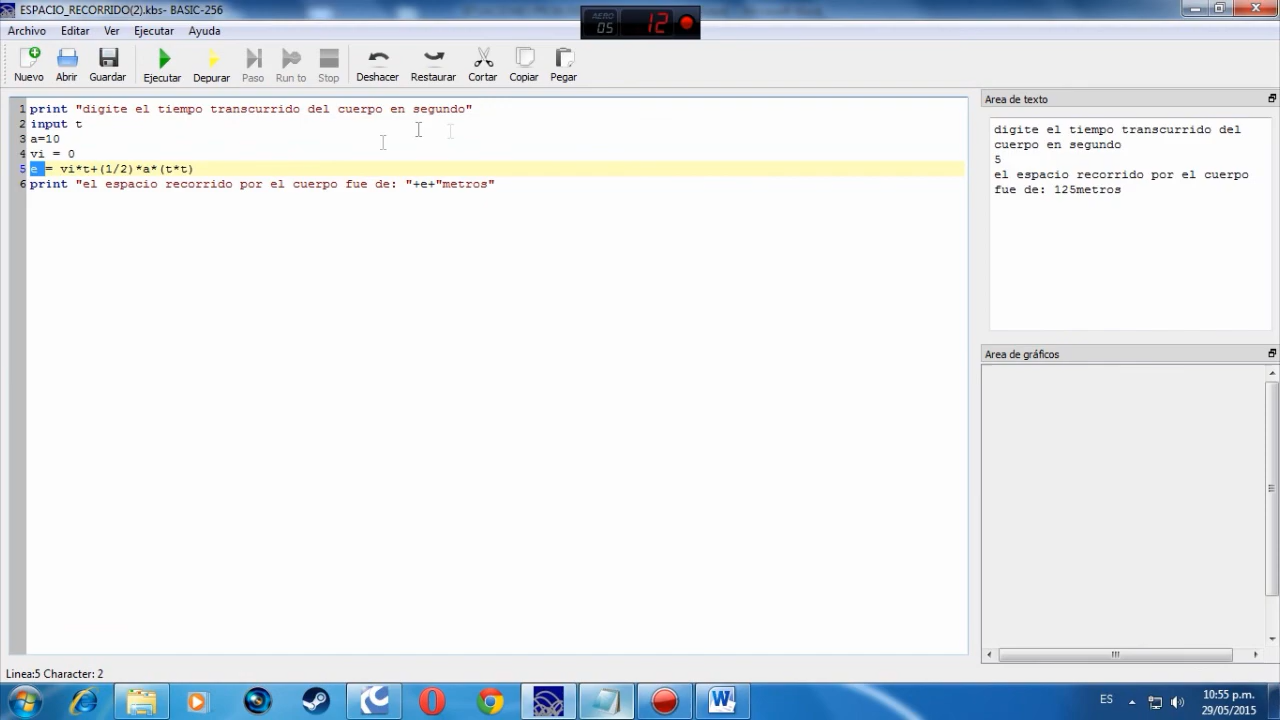 ESPACIO_RECORRIDO(2).kbs- BASIC-256
AERO
05
12
Ver
Nuevo
Abrir
Guardar
Ejecutar
Depurar
Paso
Run to
Stop
Deshacer
Restaurar
Cortar
Copiar
Pegar
1 print "digite el tiempo transcurrido del cuerpo en segundo"
2 input t
3 a=10
4 vi = 0
5 e = vi*t+(1/2)*a*(t*t)
6 print "el espacio recorrido por el cuerpo fue de: "+e+"metros"
Area de texto
digite el tiempo transcurrido del
cuerpo en segundo
5
el espacio recorrido por el cuerpo
fue de: 125metros
Area de gráficos
Linea:5 Character: 2
ES
10:55 p.m.
29/05/2015